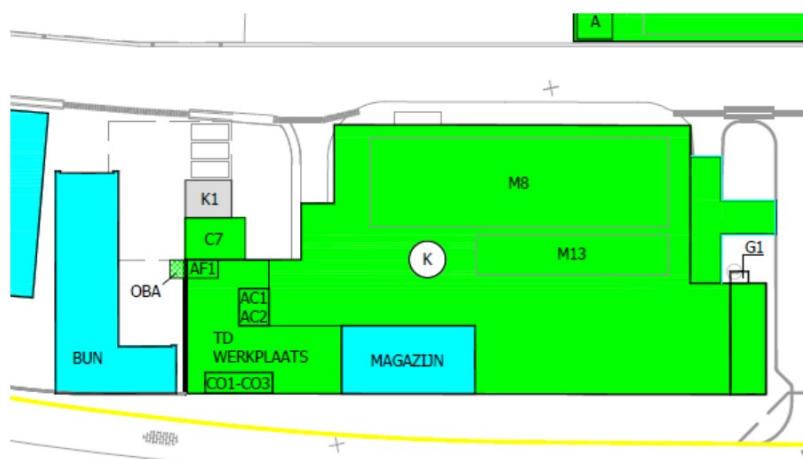 A
K1
M8
C7
M13
K
G1
AF1
OBA
AC1
AC2
TD
WERKPLAATS
BUN
MAGAZIJN
CO1-CO3